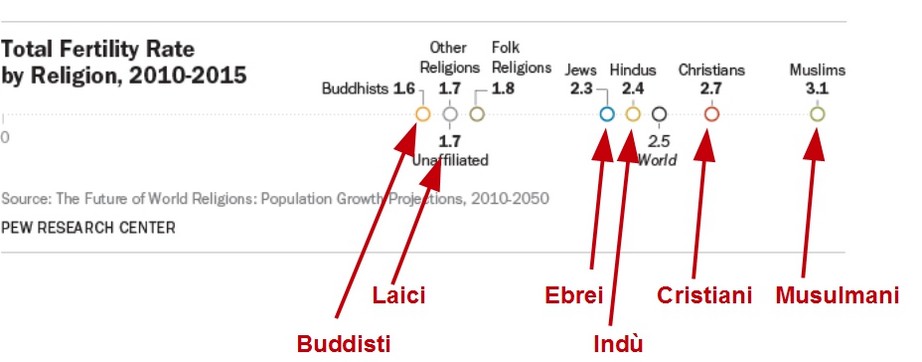 Total Fertility Rate
by Religion, 2010-2015
Buddhists 1.6
Other
Religions
1.7
Folk
Religions
1.8
Jews
2.3
Hindus
2.4
Christians
2.7
Muslims
3.1
0
1.7
Unaffiliated
2.5
World
Source: The Future of World Religions: Population Growth Projections, 2010-2050
PEW RESEARCH CENTER
Laici
Ebrei
Cristiani
Musulmani
Buddisti
Indù